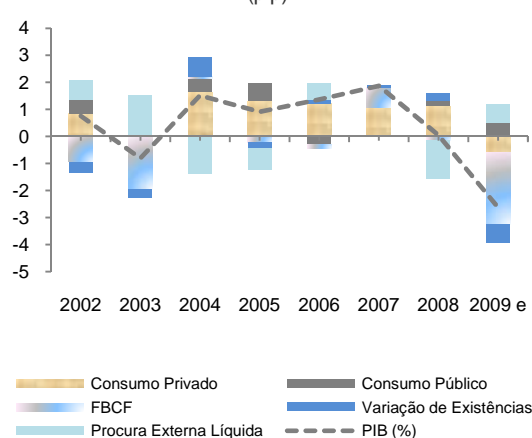 4
3
2
1
0
-1
-2
-3
-4
-5
2002 2003 2004 2005 2006 2007 2008 2009 e
Consumo Privado Consumo Público
FBCF Variação de Existências
Procura Externa Líquida PIB (%)